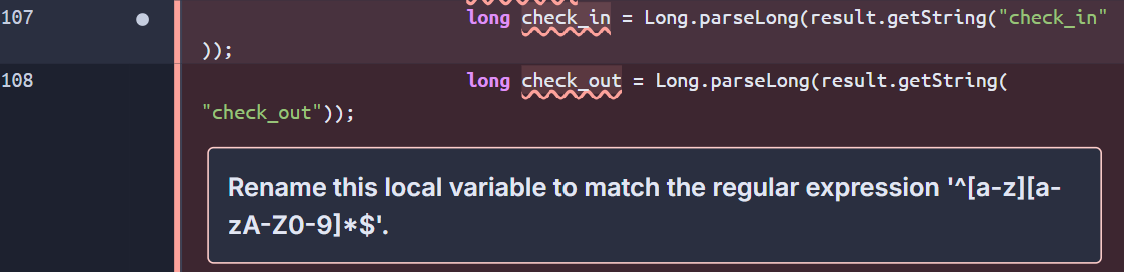 107 long check_in = Long.parseLong(result.getString("check_in"
));
108 long check_out = Long.parseLong(result.getString(
"check_out"));
Rename this local variable to match the regular expression '^[a-z][a-
zA-Z0-9]*$'.